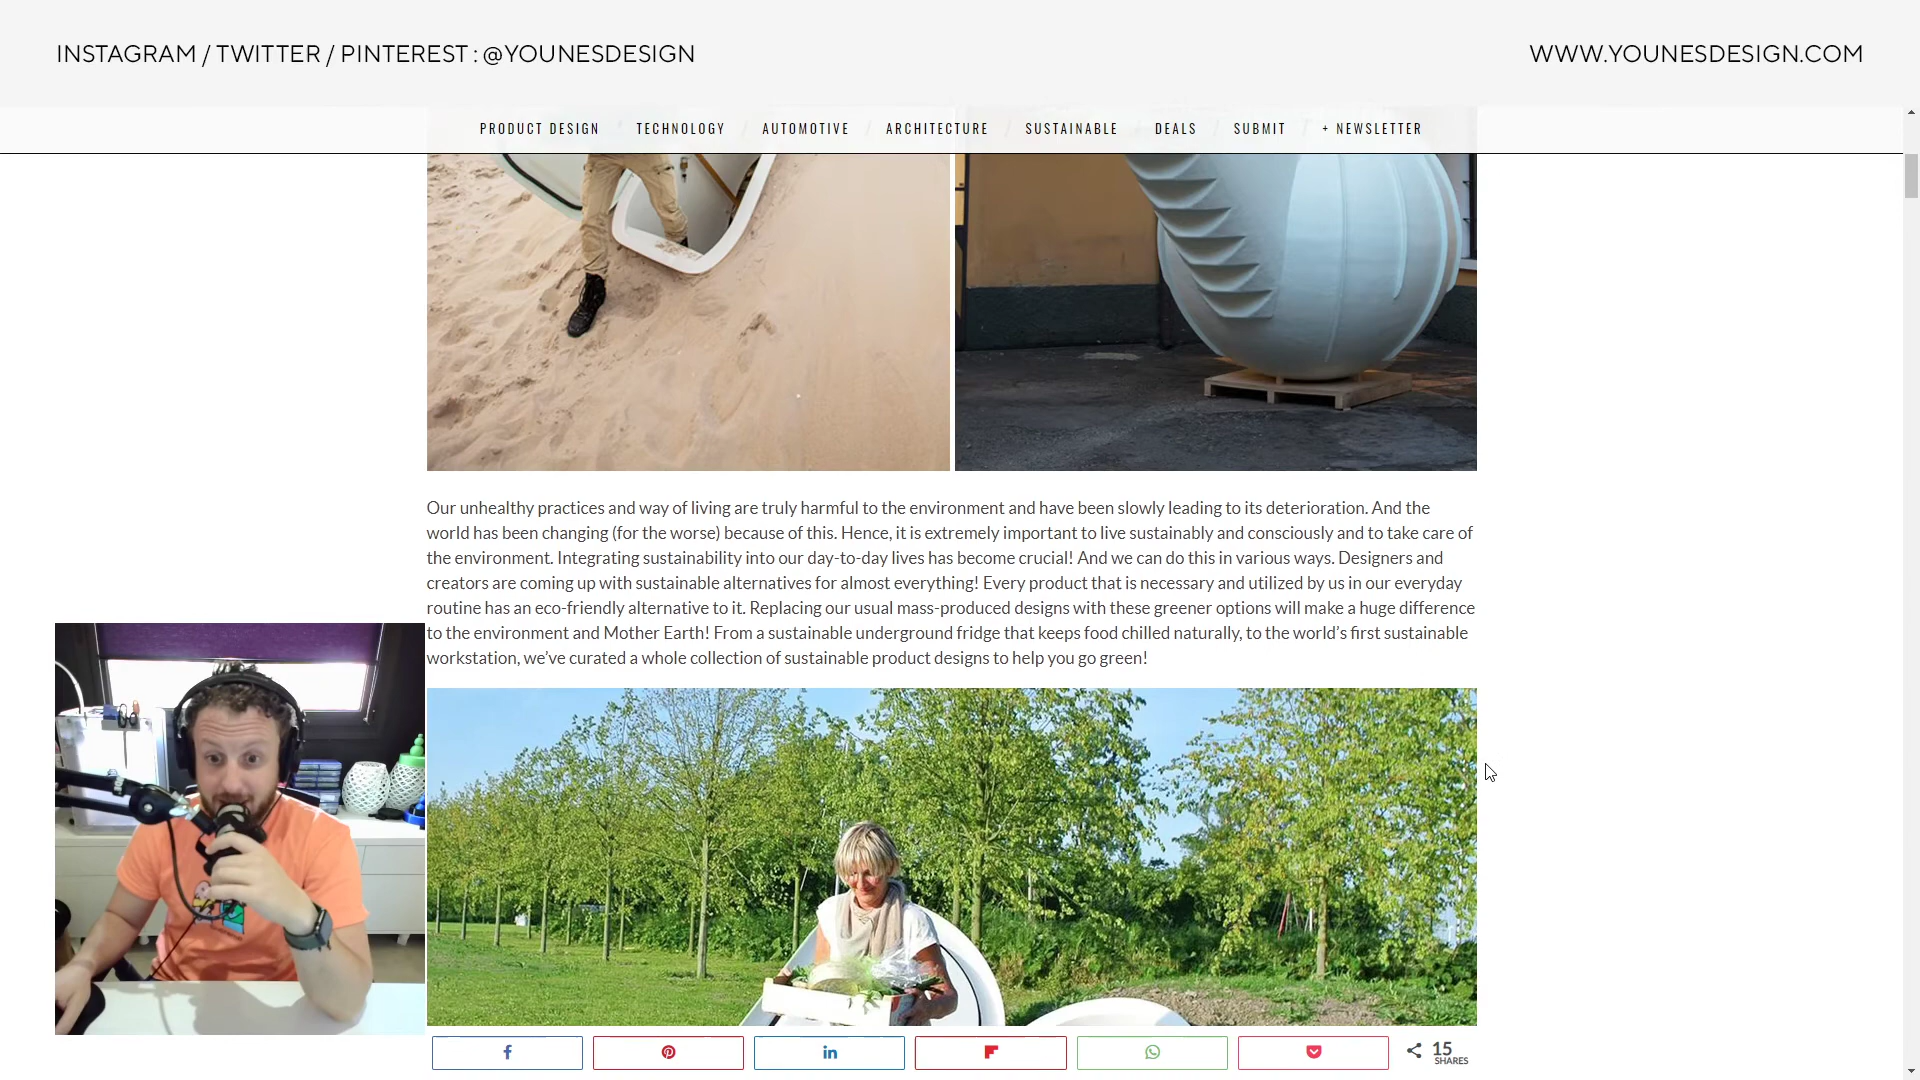 INSTAGRAM / TWITTER / PINTEREST : @YOUNESDESIGN
WWW.YOUNESDESIGN.COM
PRODUCT DESIGN / TECHNOLOGY / AUTOMOTIVE / ARCHITECTURE / SUSTAINABLE / DEALS / SUBMIT / + NEWSLETTER
Our unhealthy practices and way of living are truly harmful to the environment and have been slowly leading to its deterioration. And the
world has been changing (for the worse) because of this. Hence, it is extremely important to live sustainably and consciously and to take care of
the environment. Integrating sustainability into our day-to-day lives has become crucial! And we can do this in various ways. Designers and
creators are coming up with sustainable alternatives for almost everything! Every product that is necessary and utilized by us in our everyday
routine has an eco-friendly alternative to it. Replacing our usual mass-produced designs with these greener options will make a huge difference
to the environment and Mother Earth! From a sustainable underground fridge that keeps food chilled naturally, to the world’s first sustainable
workstation, we’ve curated a whole collection of sustainable product designs to help you go green!
15
SHARES